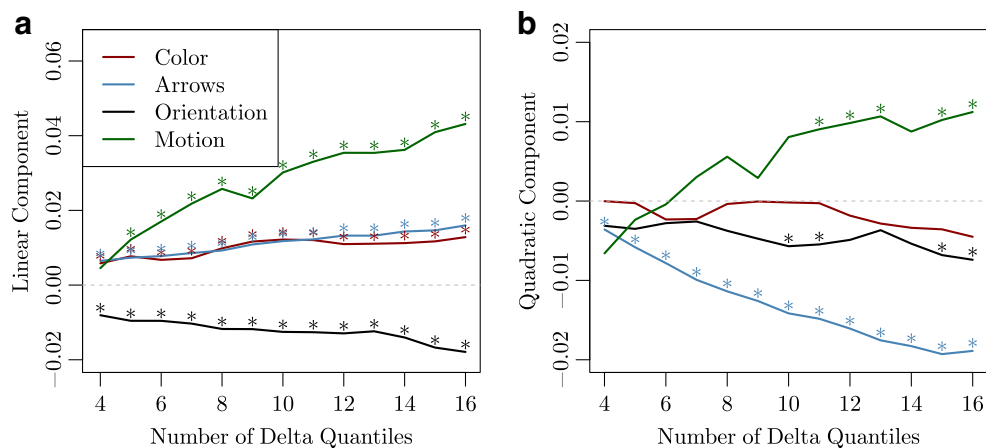 a
Linear Component
0.06
0.04
0.02
0.00
−0.02
Color
Arrows
Orientation
Motion
4 6 8 10 12 14 16
Number of Delta Quantiles
b
Quadratic Component
0.02
0.01
0.00
−0.01
−0.02
4 6 8 10 12 14 16
Number of Delta Quantiles